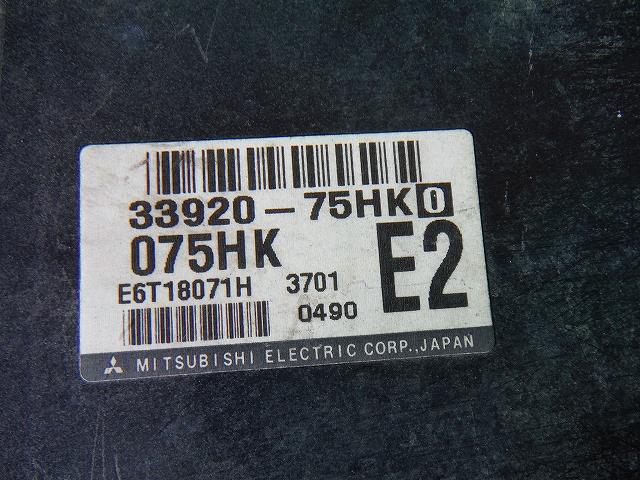 33920-75HK0
075HK E2
E6T18071H 3701
0490
MITSUBISHI ELECTRIC CORP.,JAPAN